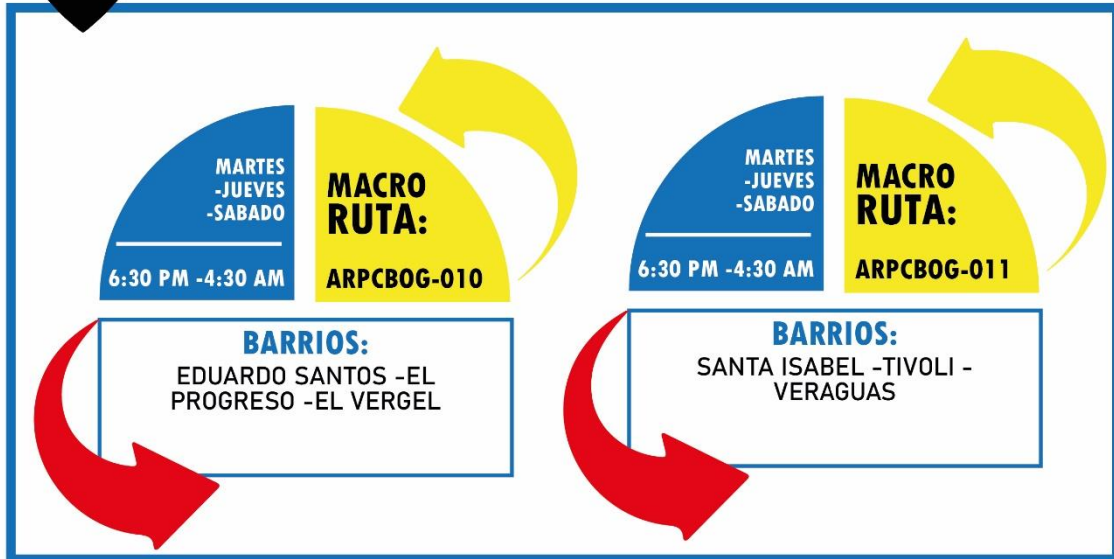 MARTES
-JUEVES
-SABADO
6:30 PM -4:30 AM
MACRO
RUTA:
ARPCBOG-010
BARRIOS:
EDUARDO SANTOS -EL
PROGRESO -EL VERGEL
MARTES
-JUEVES
-SABADO
6:30 PM -4:30 AM
MACRO
RUTA:
ARPCBOG-011
BARRIOS:
SANTA ISABEL -TIVOLI -
VERAGUAS